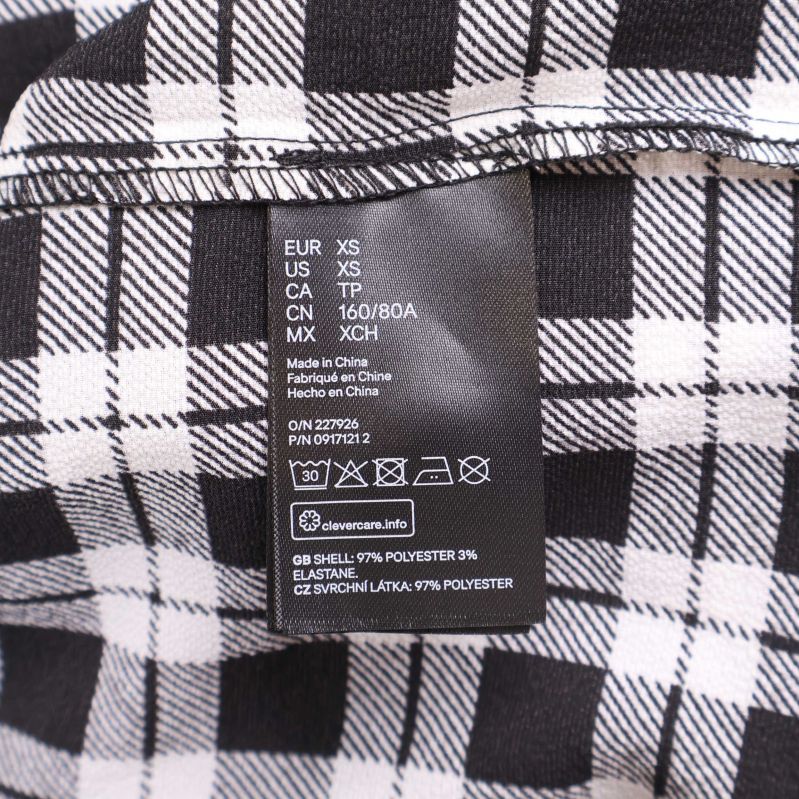 EUR XS
US XS
CA TP
CN 160/80A
MX XCH
Made in China
Fabriqué en Chine
Hecho en China
O/N 227926
P/N 0917121 2
30
clevercare.info
GB SHELL: 97% POLYESTER 3%
ELASTANE.
CZ SVRCHNÍ LÁTKA: 97% POLYESTER